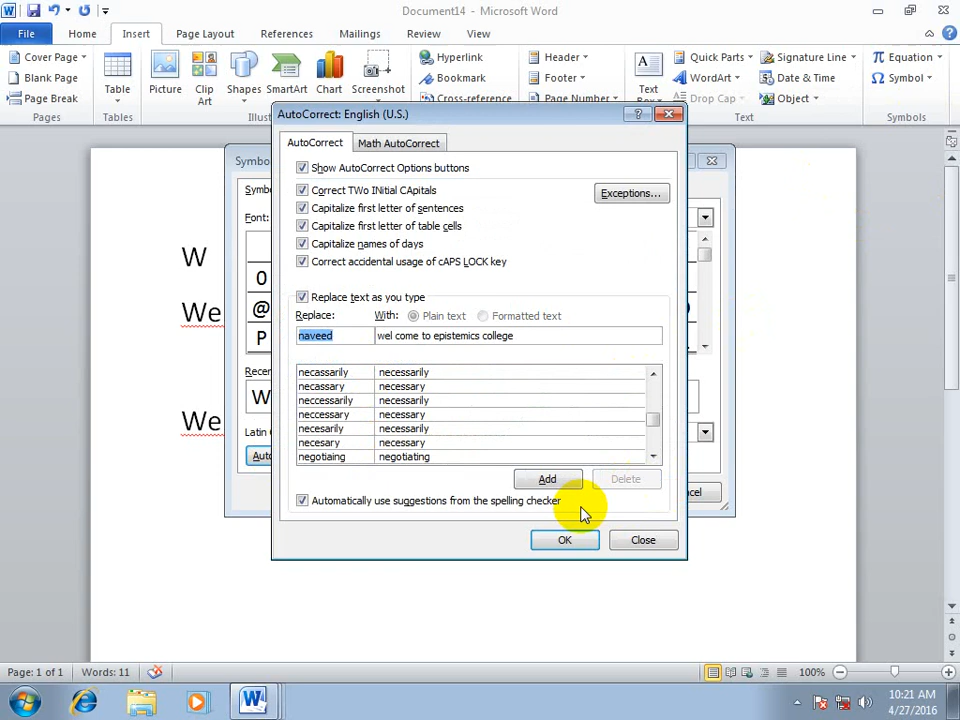 Document14 - Microsoft Word
File Home Insert Page Layout References Mailings Review View
Cover Page
Blank Page
Page Break
Pages
Table
Tables
Picture
Clip Art
Shapes
SmartArt
Chart
Screenshot
Hyperlink
Bookmark
Cross-reference
Header
Footer
Page Number
Text
Quick Parts
WordArt
Drop Cap
Signature Line
Date & Time
Object
Text
Equation
Symbol
Symbols
AutoCorrect: English (U.S.)
AutoCorrect Math AutoCorrect
Show AutoCorrect Options buttons
Correct TWo INitial CApitals
Exceptions...
Capitalize first letter of sentences
Capitalize first letter of table cells
Capitalize names of days
Correct accidental usage of cAPS LOCK key
Replace text as you type
Replace: With: Plain text Formatted text
naveed wel come to epistemics college
necassarily necessarily
necassary necessary
neccessarily necessarily
neccessary necessary
necesarily necessarily
necesary necessary
negotiaing negotiating
Add Delete
Automatically use suggestions from the spelling checker
OK Close
Font:
0
@
P
W
W
We
We
Page: 1 of 1 Words: 11 100%
10:21 AM
4/27/2016